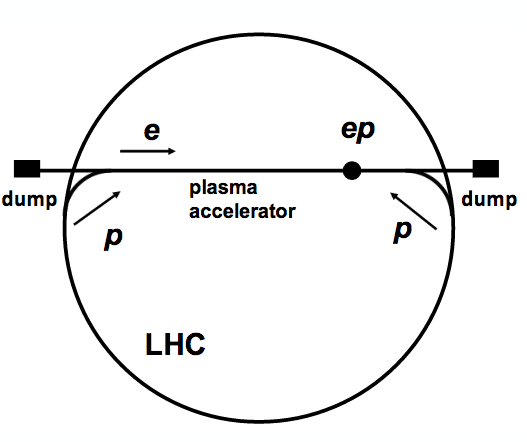 e
ep
dump
plasma
accelerator
dump
p
p
LHC